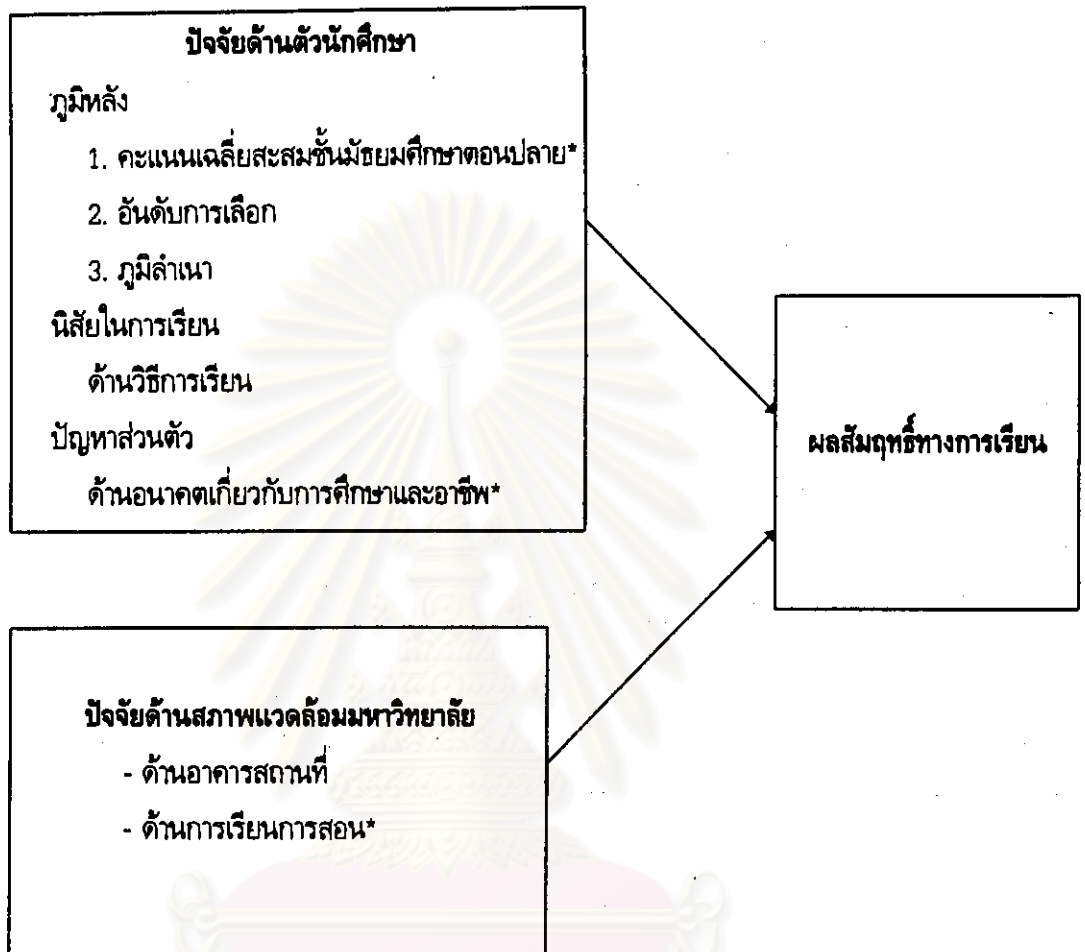 ปัจจัยด้านตัวนักศึกษา
ภูมิหลัง
1. คะแนนเฉลี่ยสะสมชั้นมัธยมศึกษาตอนปลาย*
2. อันดับการเลือก
3. ภูมิลำเนา
นิสัยในการเรียน
ด้านวิธีการเรียน
ปัญหาส่วนตัว
ด้านอนาคตเกี่ยวกับการศึกษาและอาชีพ*
ผลสัมฤทธิ์ทางการเรียน
ปัจจัยด้านสภาพแวดล้อมมหาวิทยาลัย
- ด้านอาคารสถานที่
- ด้านการเรียนการสอน*